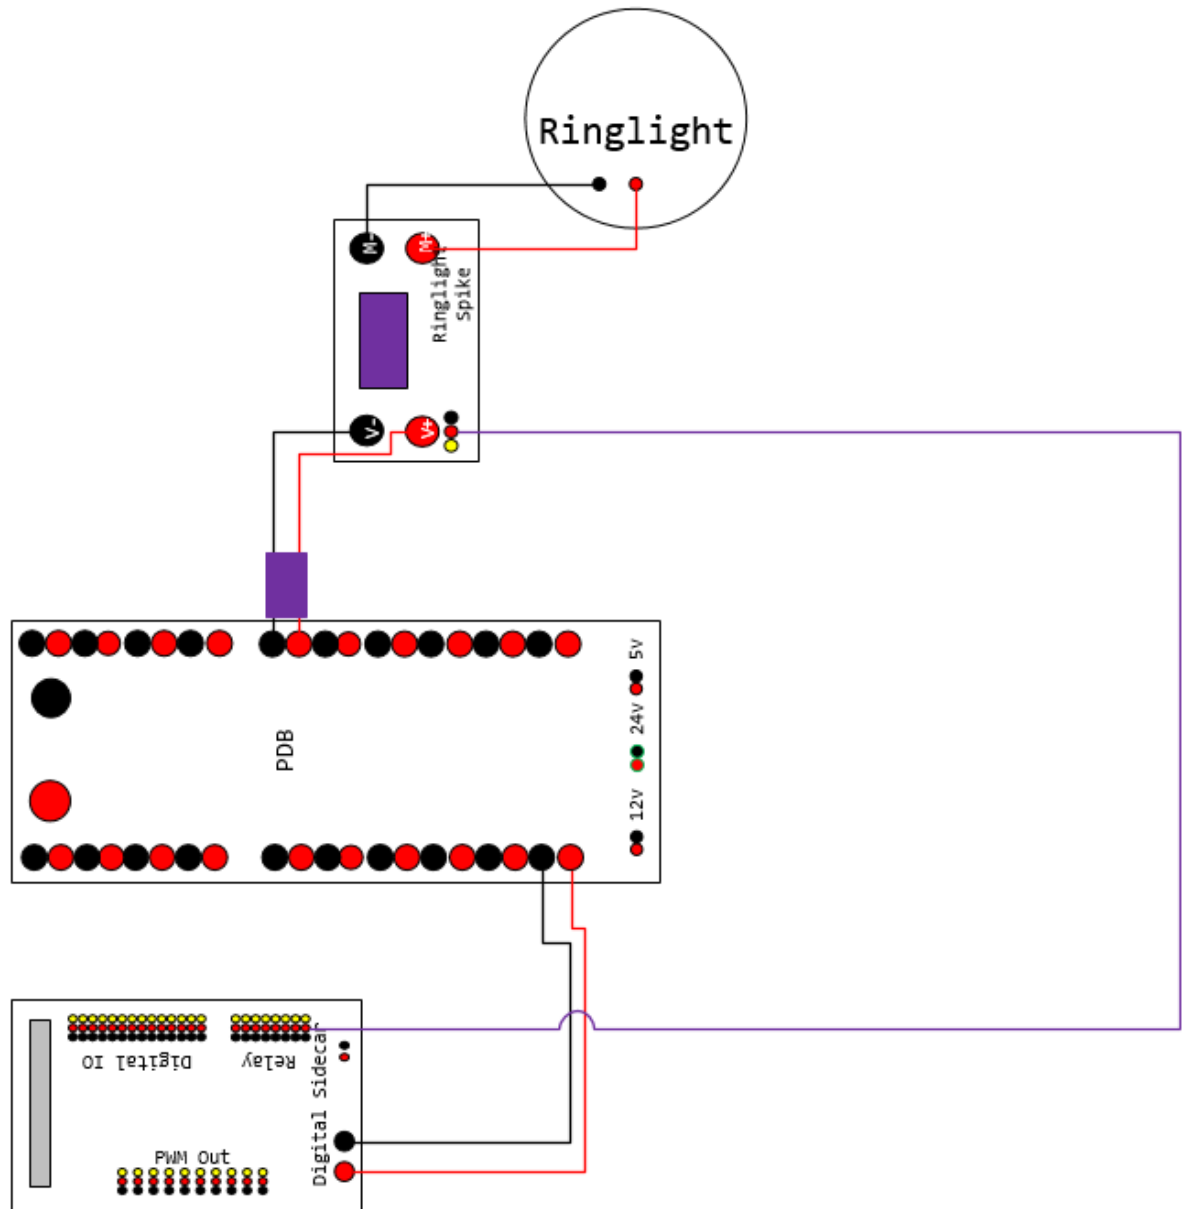 Ringlight
M-
M+
Ringlight
Spike
V-
V+
5v
24v
12v
PDB
Digital IO
Relay
Digital Sidecar
PWM Out